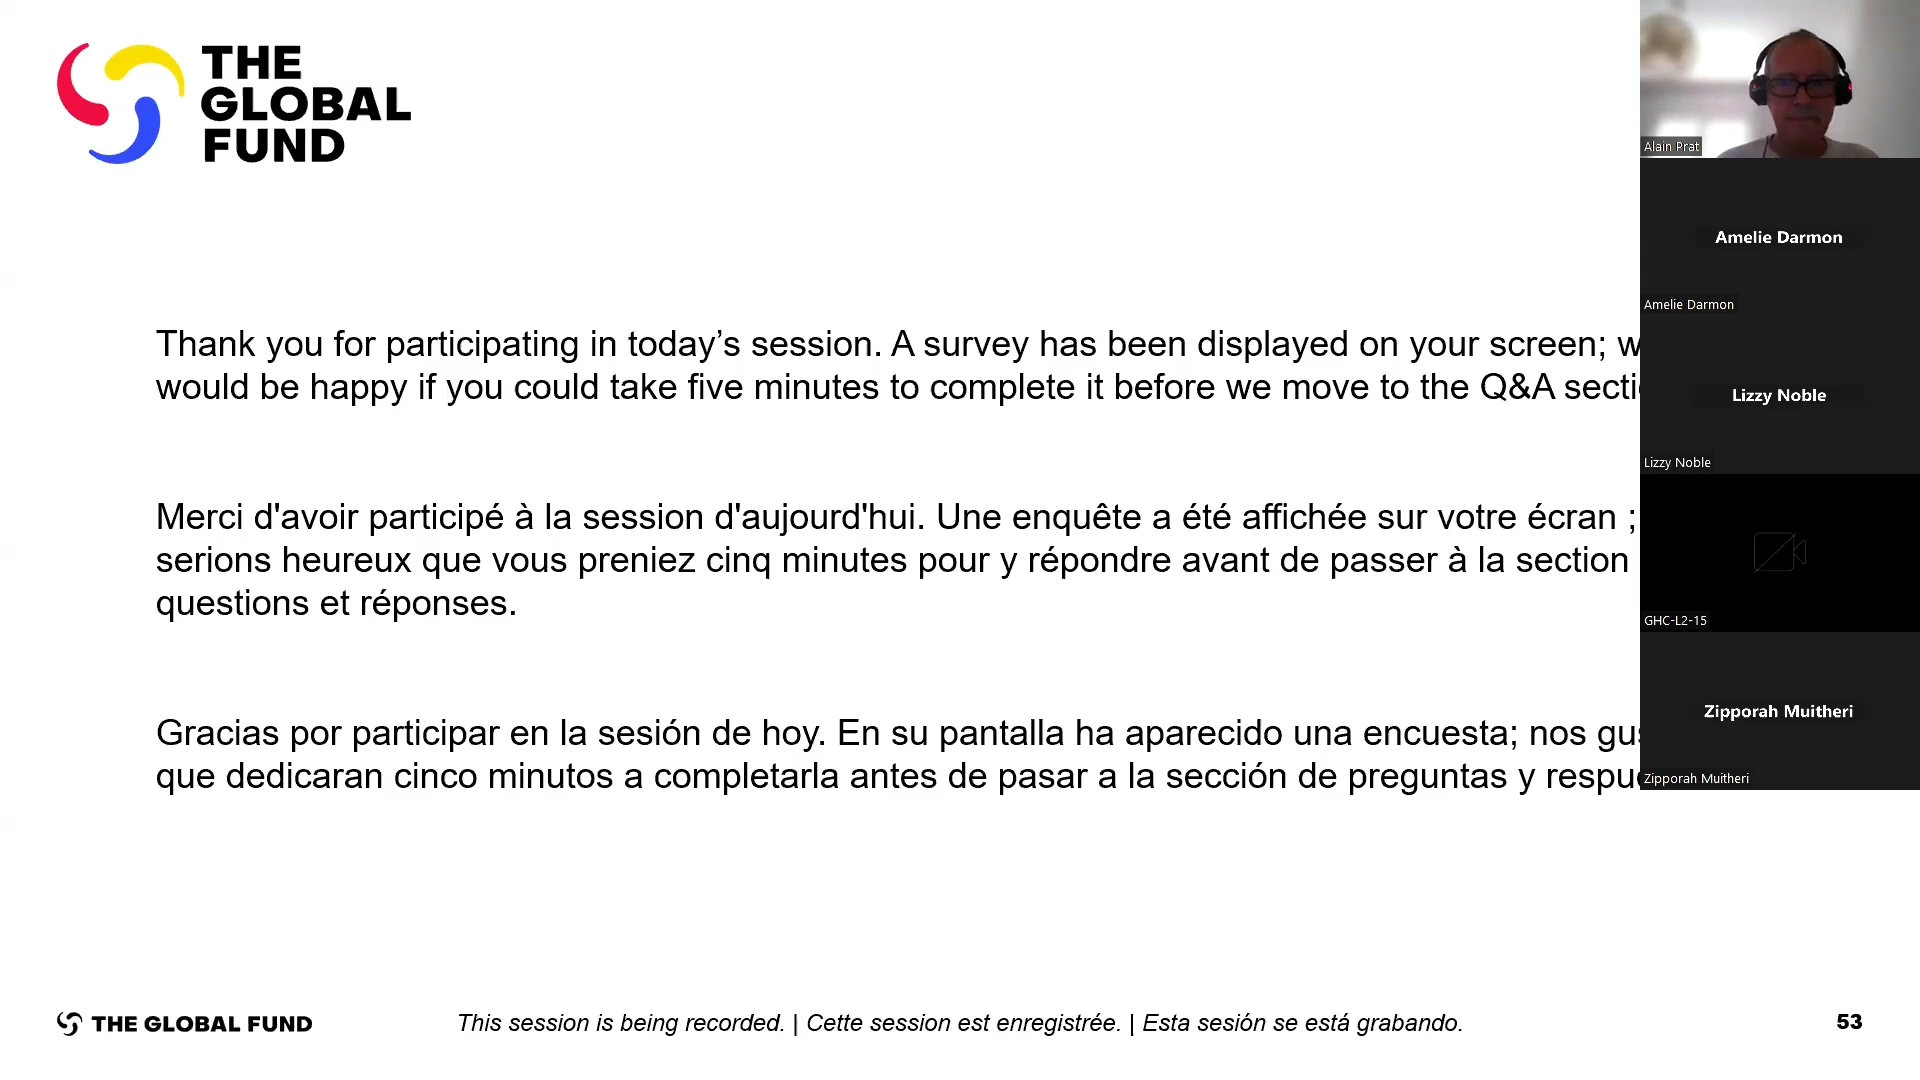 THE
GLOBAL
FUND
Thank you for participating in today’s session. A survey has been displayed on your screen;
would be happy if you could take five minutes to complete it before we move to the Q&A
Merci d'avoir participé à la session d'aujourd'hui. Une enquête a été affichée sur votre écran ;
serions heureux que vous preniez cinq minutes pour y répondre avant de passer à la section
questions et réponses.
Gracias por participar en la sesión de hoy. En su pantalla ha aparecido una encuesta; nos
que dedicaran cinco minutos a completarla antes de pasar a la sección de preguntas y
Alain Prat
Amelie Darmon
Amelie Darmon
Lizzy Noble
Lizzy Noble
GHC-L2-15
Zipporah Muitheri
Zipporah Muitheri
THE GLOBAL FUND
This session is being recorded. | Cette session est enregistrée. | Esta sesión se está grabando.
53